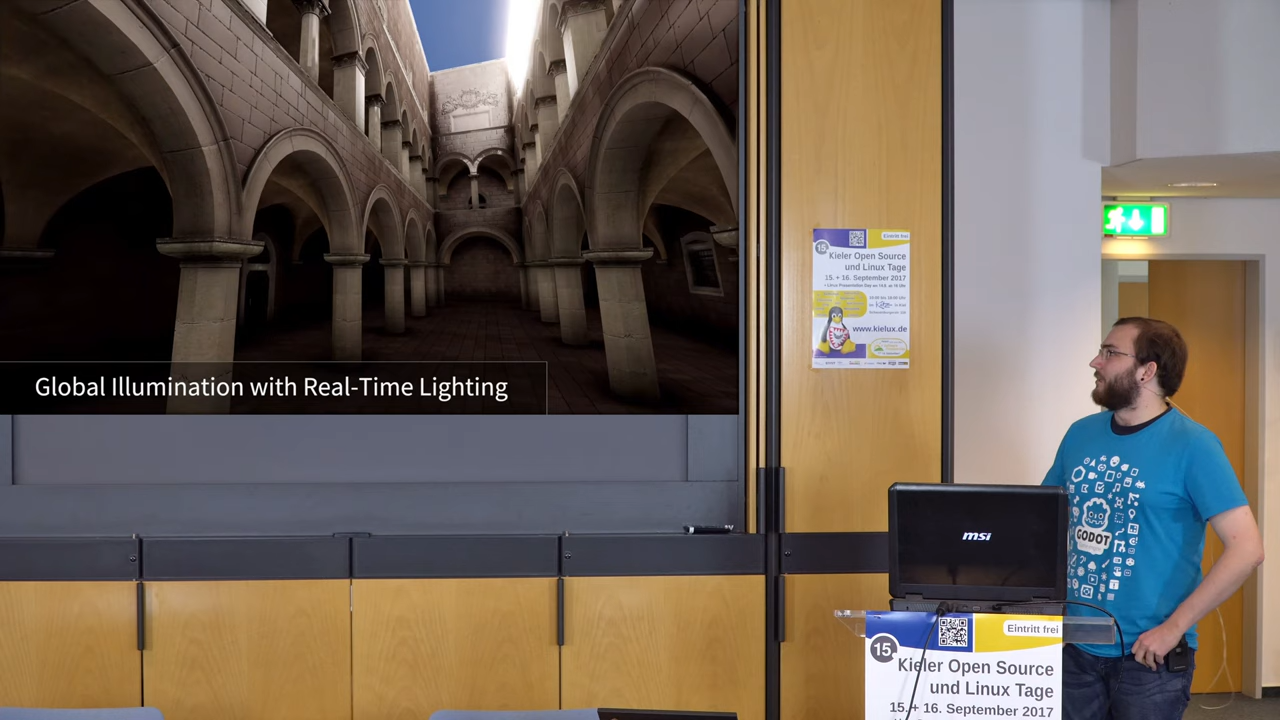 Global Illumination with Real-Time Lighting
15.
Eintritt frei
Kieler Open Source
und Linux Tage
15. + 16. September 2017
www.kielux.de
GODOT
msi
Eintritt frei
15.
Kieler Open Source
und Linux Tage
15. + 16. September 2017